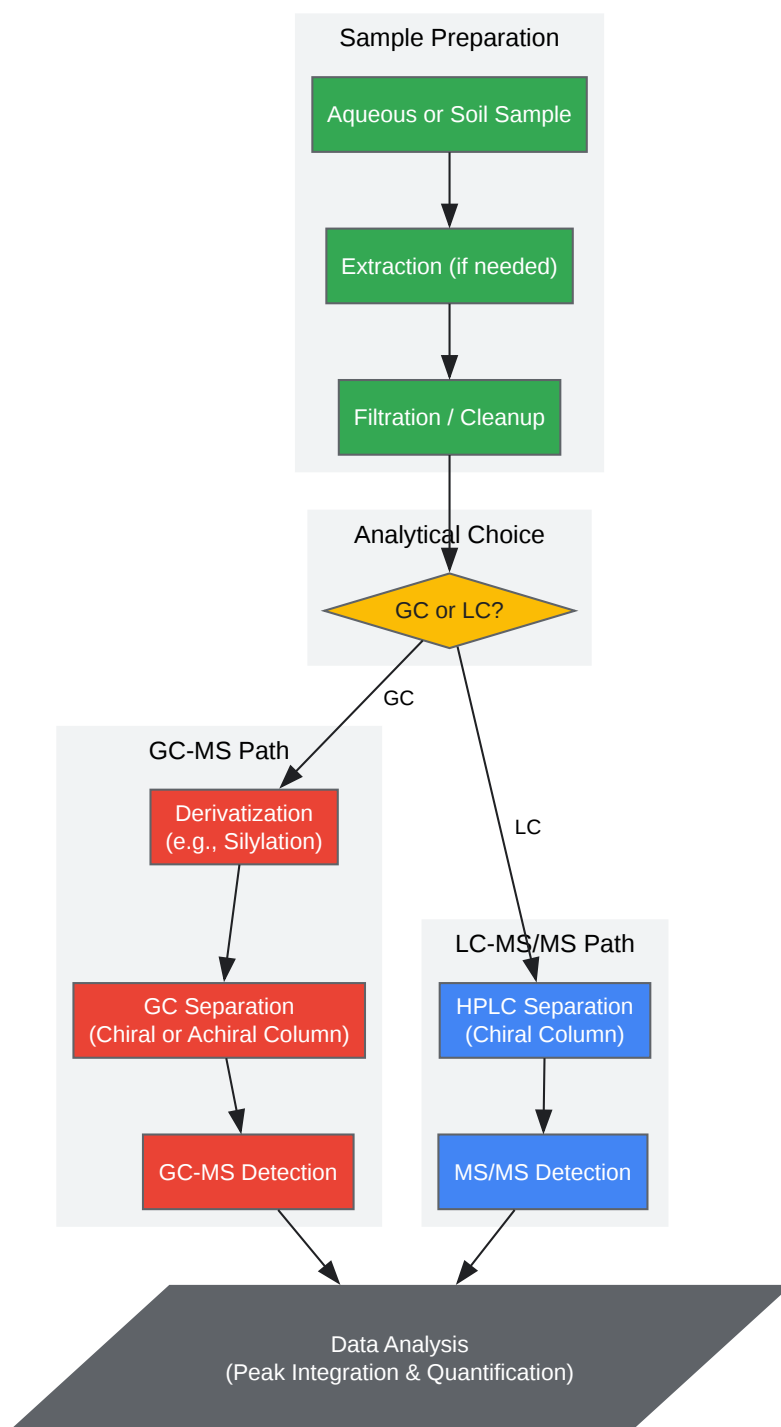 Sample Preparation
Aqueous or Soil Sample
Extraction (if needed)
Filtration / Cleanup
Analytical Choice
GC or LC?
GC
LC
GC-MS Path
Derivatization
(e.g., Silylation)
GC Separation
(Chiral or Achiral Column)
GC-MS Detection
LC-MS/MS Path
HPLC Separation
(Chiral Column)
MS/MS Detection
Data Analysis
(Peak Integration & Quantification)